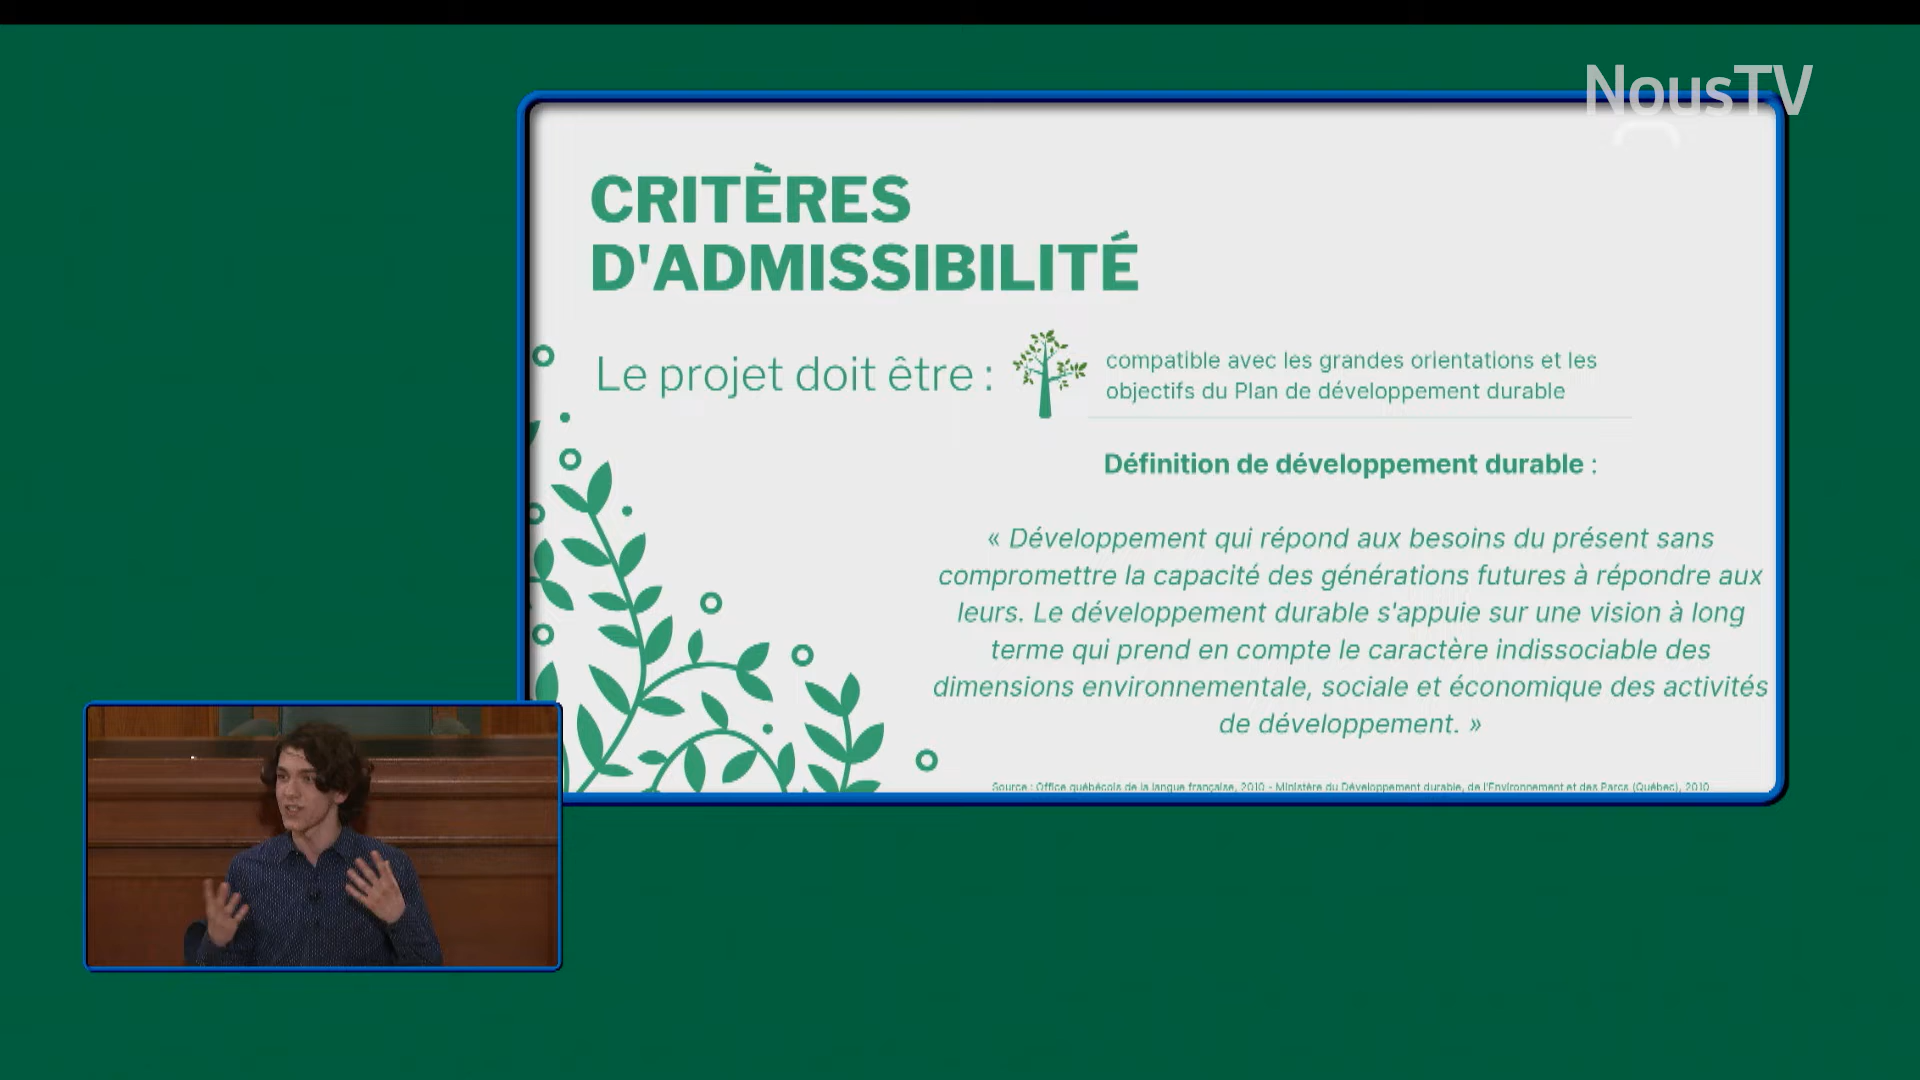 NousTV
CRITÈRES
D'ADMISSIBILITÉ
Le projet doit être :
compatible avec les grandes orientations et les
objectifs du Plan de développement durable
Définition de développement durable :
« Développement qui répond aux besoins du présent sans
compromettre la capacité des générations futures à répondre aux
leurs. Le développement durable s'appuie sur une vision à long
terme qui prend en compte le caractère indissociable des
dimensions environnementale, sociale et économique des activités
de développement. »
Source : Office québécois de la langue française, 2010 - Ministère du Développement durable, de l'Environnement et des Parcs (Québec), 2010